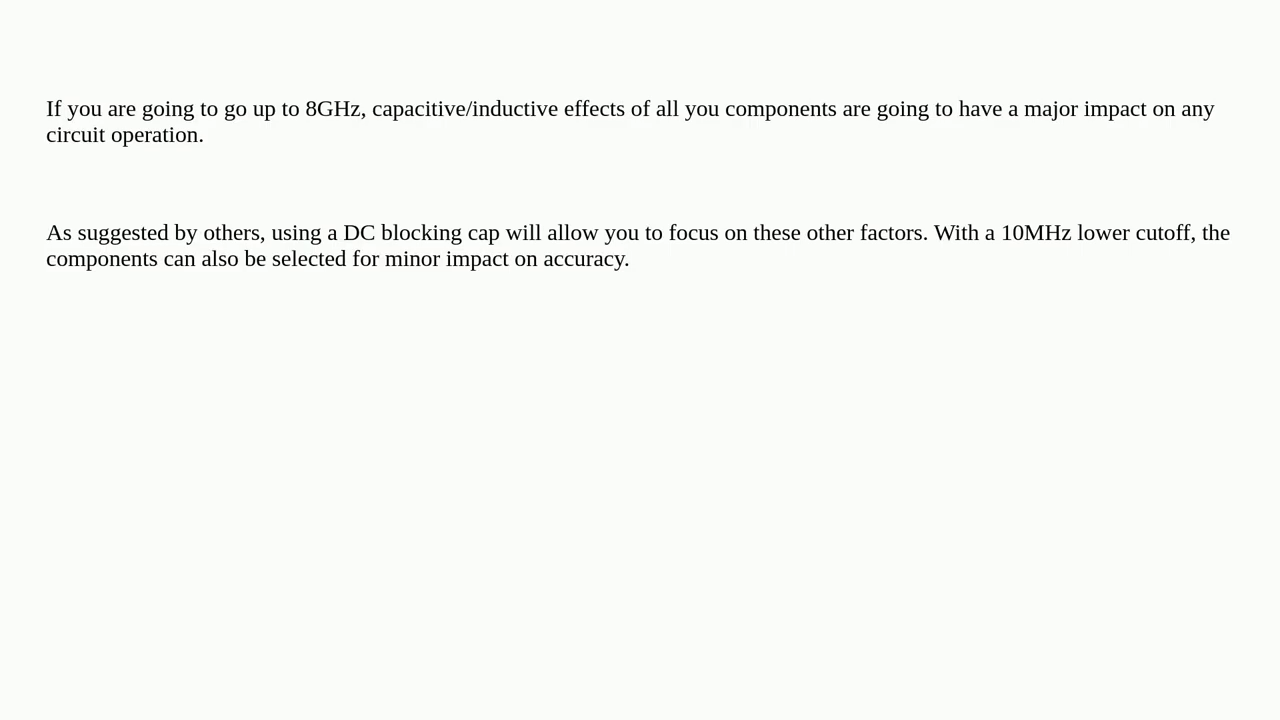 If you are going to go up to 8GHz, capacitive/inductive effects of all you components are going to have a major impact on any
circuit operation.
As suggested by others, using a DC blocking cap will allow you to focus on these other factors. With a 10MHz lower cutoff, the
components can also be selected for minor impact on accuracy.